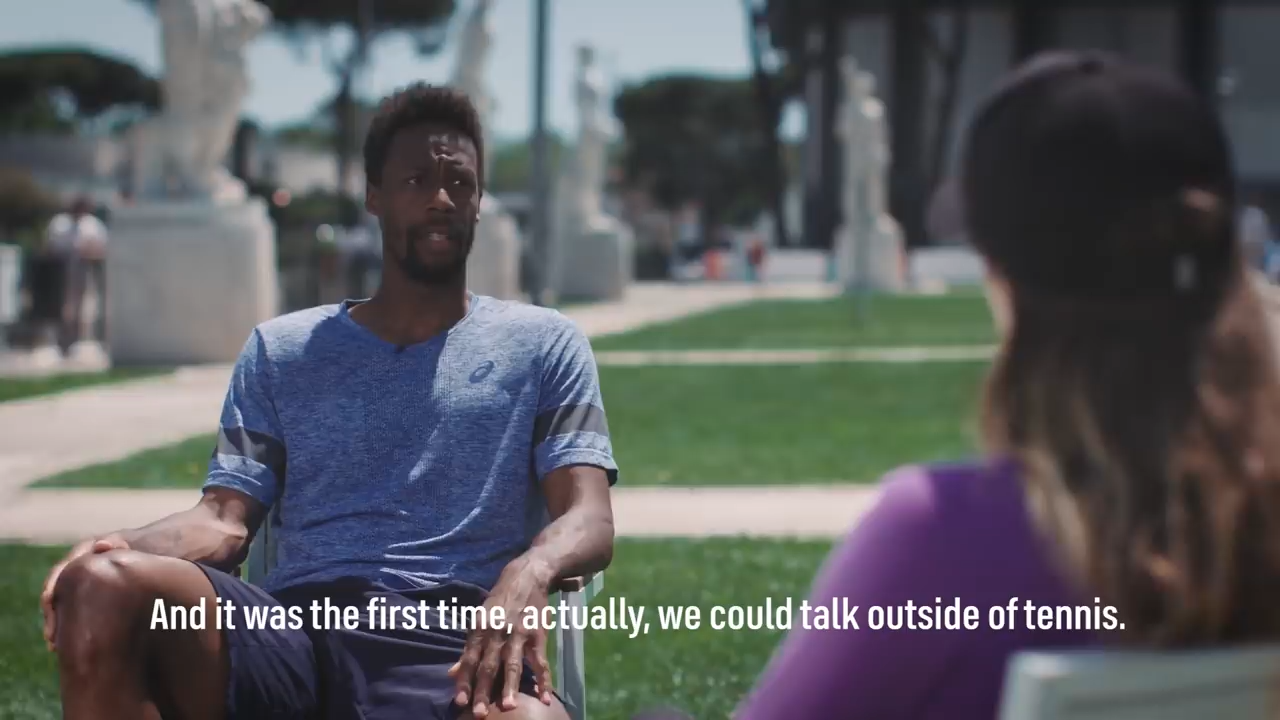 And it was the first time, actually, we could talk outside of tennis.